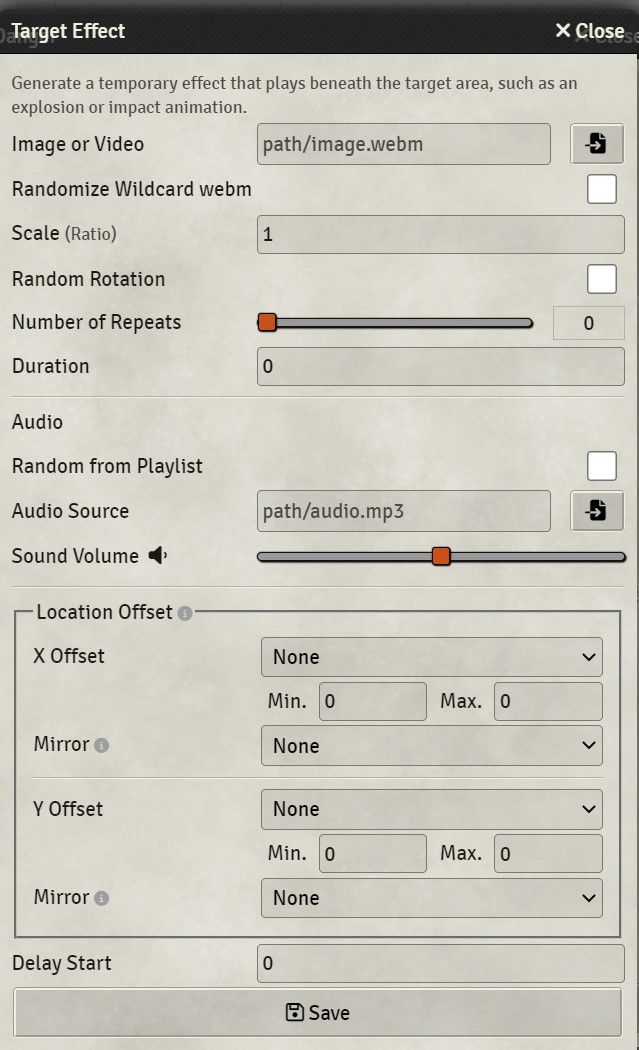 Target Effect
Close
Generate a temporary effect that plays beneath the target area, such as an
explosion or impact animation.
Image or Video path/image.webm
Randomize Wildcard webm
Scale (Ratio) 1
Random Rotation
Number of Repeats 0
Duration 0
Audio
Random from Playlist
Audio Source path/audio.mp3
Sound Volume
Location Offset
X Offset None
Min. 0 Max. 0
Mirror None
Y Offset None
Min. 0 Max. 0
Mirror None
Delay Start 0
Save